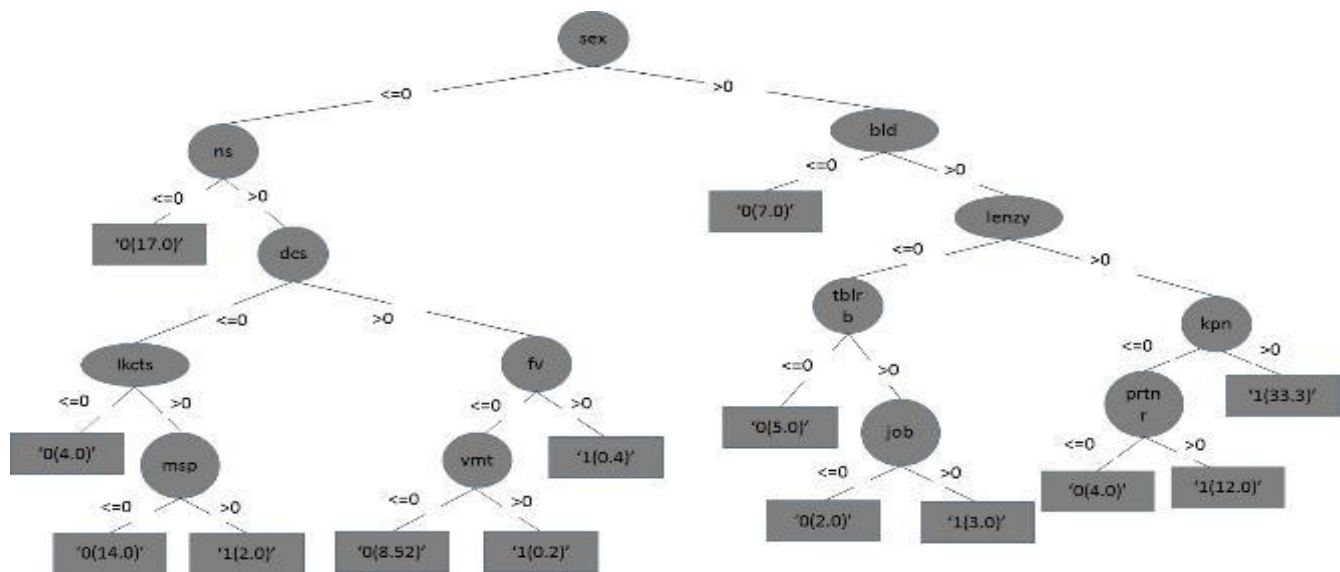 sex
<=0
>0
ns
bld
<=0
>0
<=0
>0
‘0(17.0)’
dcs
‘0(7.0)’
lenzy
<=0
>0
<=0
>0
tblr
b
kpn
lkcts
fv
<=0
>0
<=0
>0
<=0
>0
<=0
>0
prtn
r
‘1(33.3)’
‘0(4.0)’
msp
vmt
‘1(0.4)’
‘0(5.0)’
job
<=0
>0
<=0
>0
<=0
>0
<=0
>0
‘0(4.0)’
‘1(12.0)’
‘0(2.0)’
‘1(3.0)’
‘0(14.0)’
‘1(2.0)’
‘0(8.52)’
‘1(0.2)’